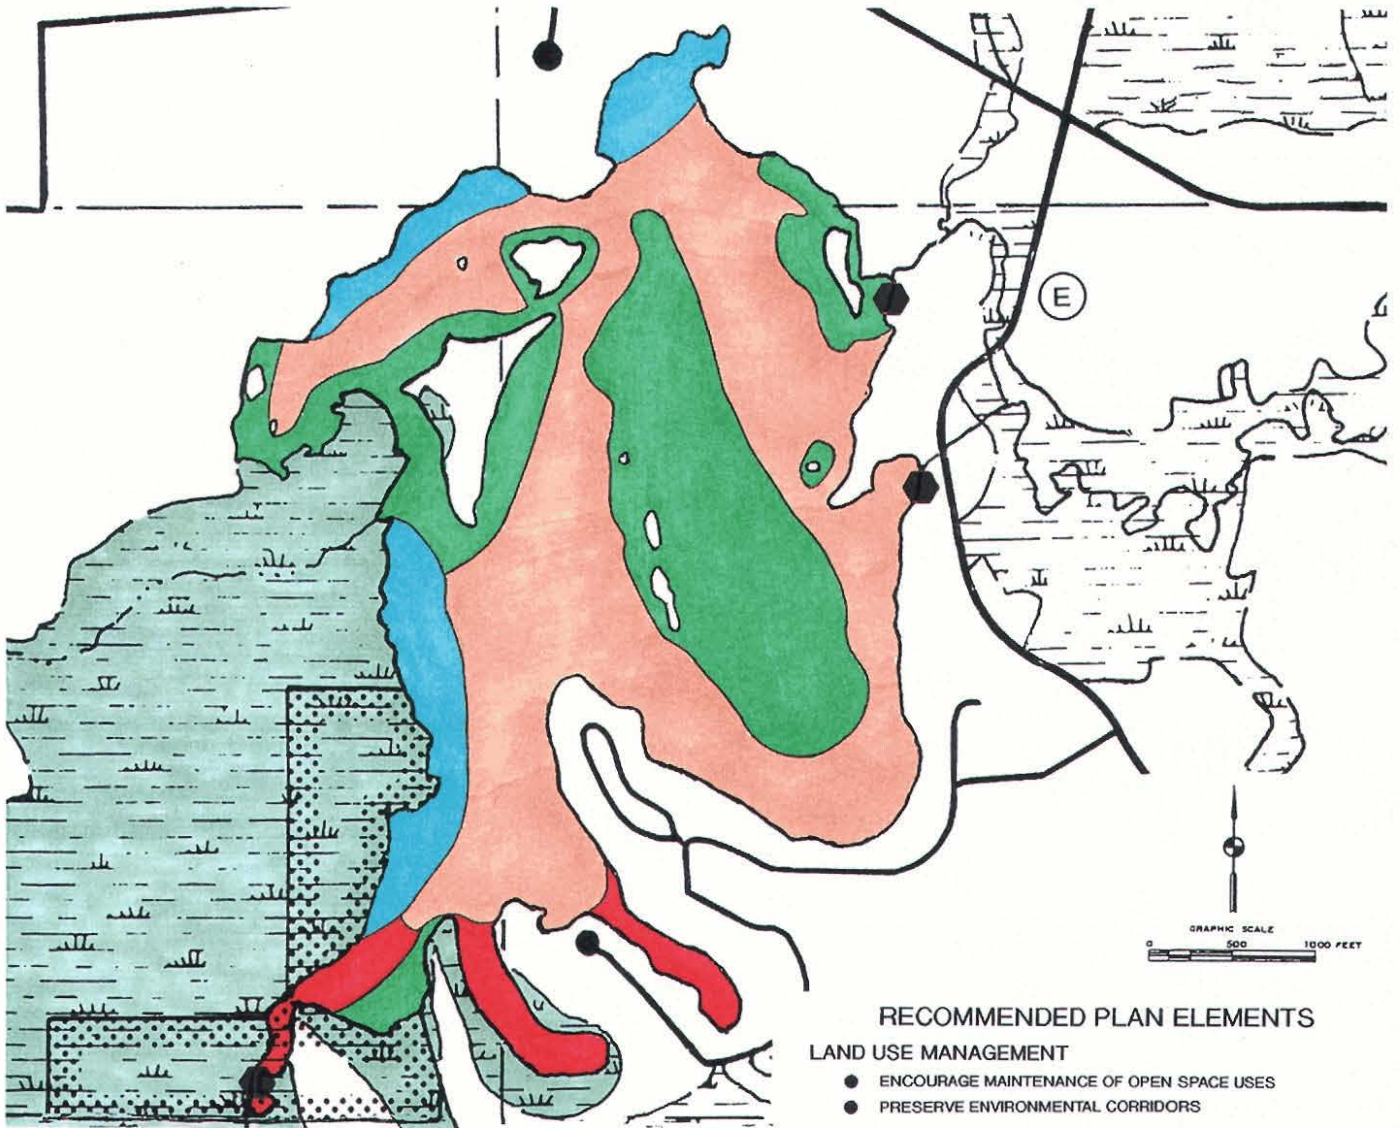 E
GRAPHIC SCALE
0 500 1000 FEET
RECOMMENDED PLAN ELEMENTS
LAND USE MANAGEMENT
ENCOURAGE MAINTENANCE OF OPEN SPACE USES
PRESERVE ENVIRONMENTAL CORRIDORS